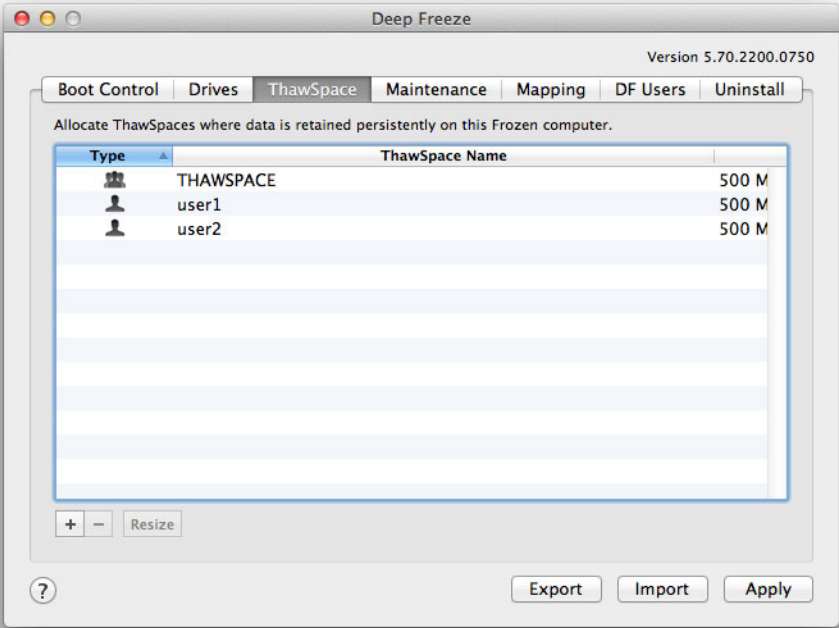 Deep Freeze
Version 5.70.2200.0750
Boot Control Drives ThawSpace Maintenance Mapping DF Users Uninstall
Allocate ThawSpaces where data is retained persistently on this Frozen computer.
Type ThawSpace Name
THAWSPACE 500 M
user1 500 M
user2 500 M
+ − Resize
? Export Import Apply